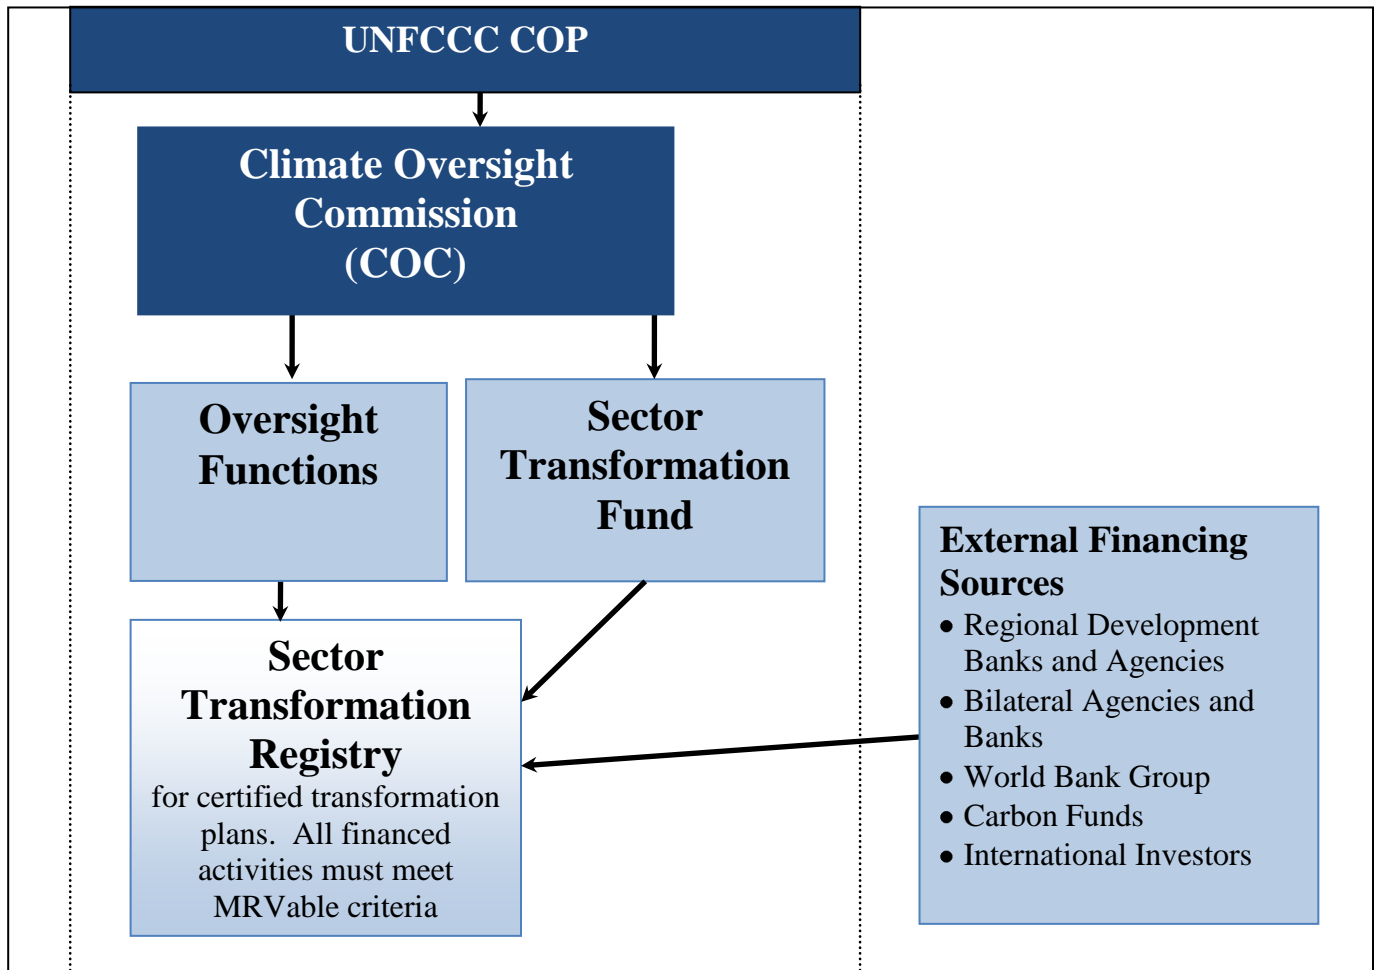 UNFCCC COP
Climate Oversight
Commission
(COC)
Oversight
Functions
Sector
Transformation
Fund
External Financing
Sources
• Regional Development
Banks and Agencies
• Bilateral Agencies and
Banks
• World Bank Group
• Carbon Funds
• International Investors
Sector
Transformation
Registry
for certified transformation
plans.  All financed
activities must meet
MRVable criteria